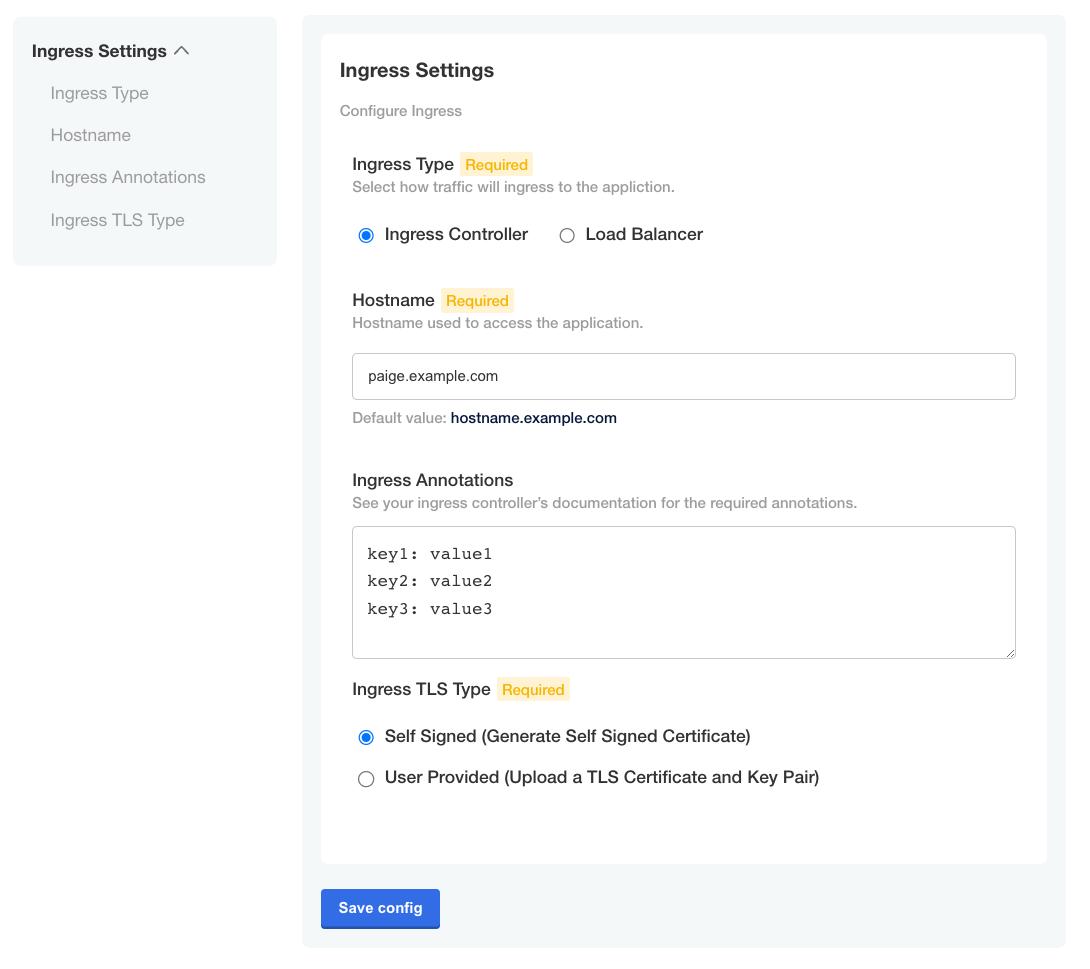 Ingress Settings
Ingress Type
Hostname
Ingress Annotations
Ingress TLS Type
Ingress Settings
Configure Ingress
Ingress Type Required
Select how traffic will ingress to the appliction.
Ingress Controller Load Balancer
Hostname Required
Hostname used to access the application.
paige.example.com
Default value: hostname.example.com
Ingress Annotations
See your ingress controller’s documentation for the required annotations.
key1: value1
key2: value2
key3: value3
Ingress TLS Type Required
Self Signed (Generate Self Signed Certificate)
User Provided (Upload a TLS Certificate and Key Pair)
Save config